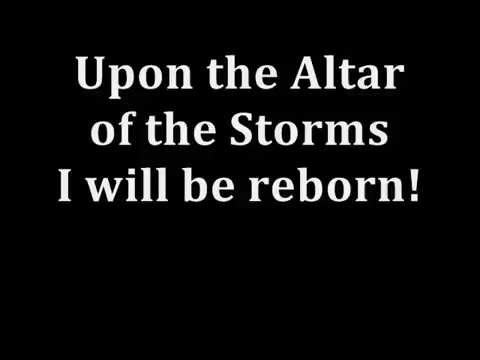 Upon the Altar
of the Storms
I will be reborn!